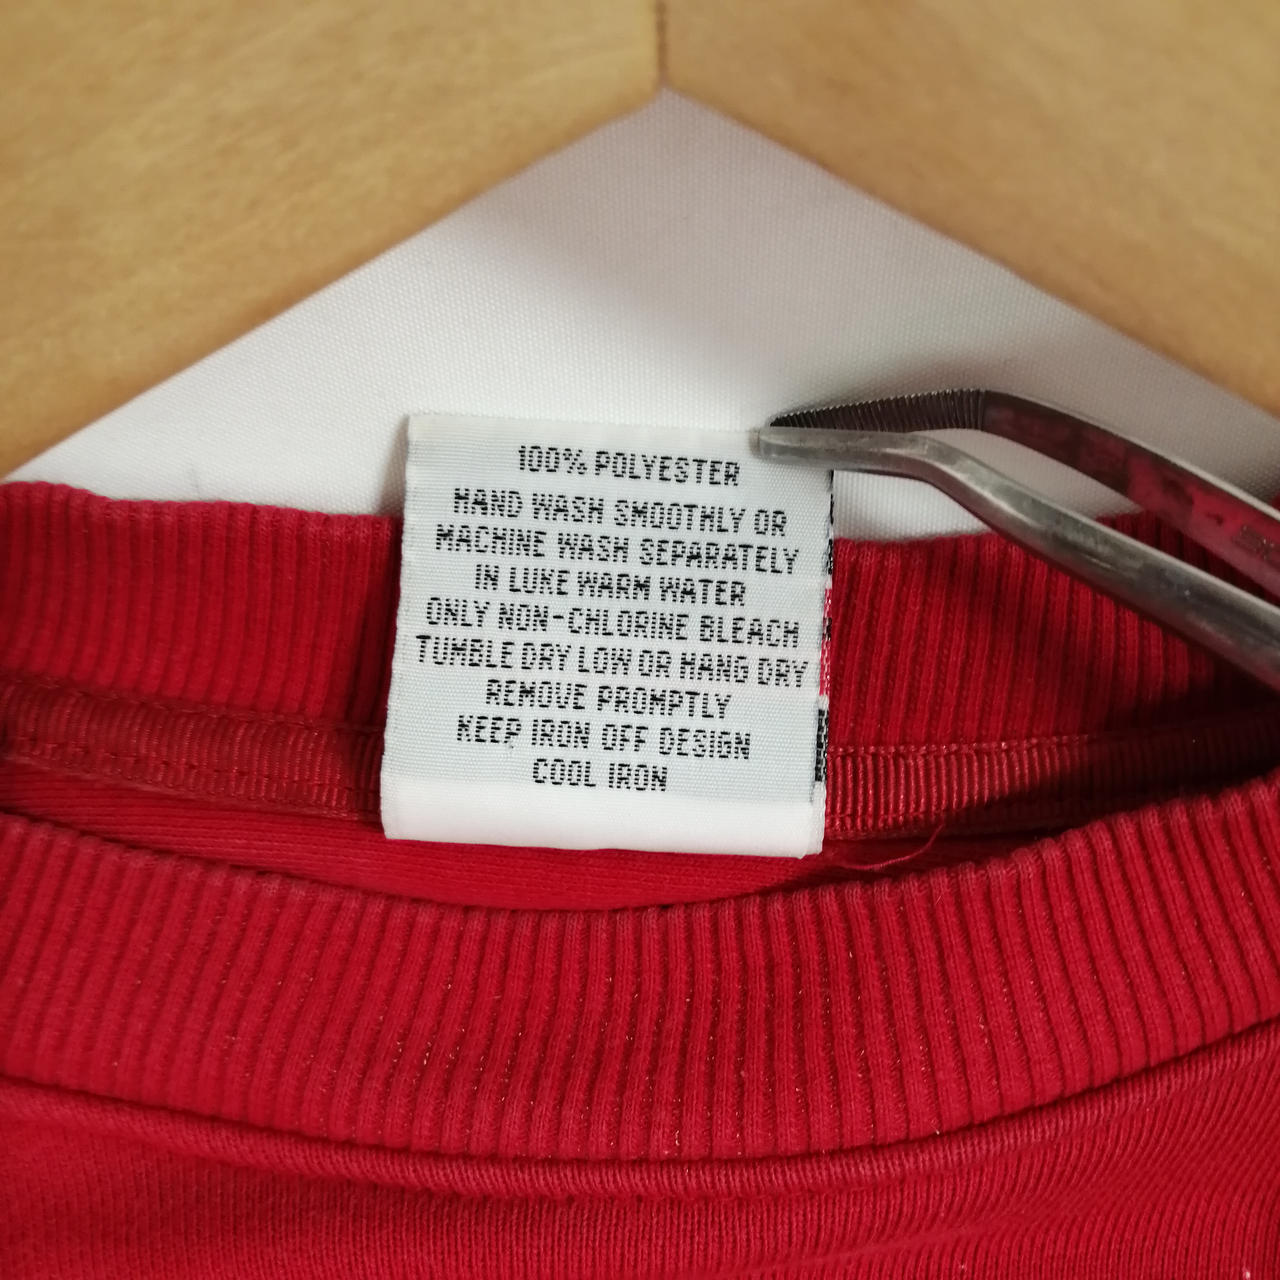 100% POLYESTER
HAND WASH SMOOTHLY OR
MACHINE WASH SEPARATELY
IN LUKE WARM WATER
ONLY NON-CHLORINE BLEACH
TUMBLE DRY LOW OR HANG DRY
REMOVE PROMPTLY
KEEP IRON OFF DESIGN
COOL IRON